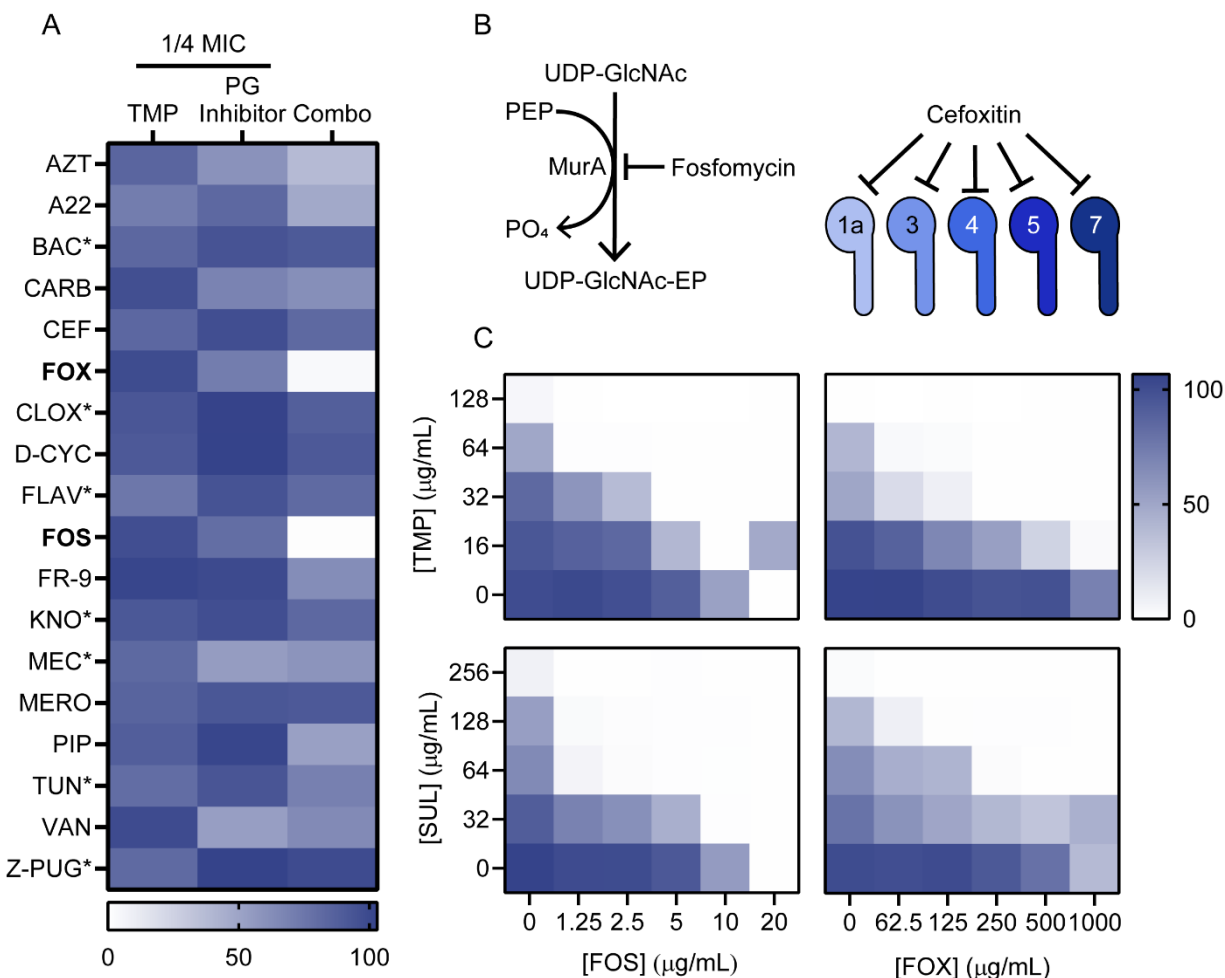 A
1/4 MIC
TMP
PG
Inhibitor
Combo
AZT
A22
BAC*
CARB
CEF
FOX
CLOX*
D-CYC
FLAV*
FOS
FR-9
KNO*
MEC*
MERO
PIP
TUN*
VAN
Z-PUG*
0 50 100
B
UDP-GlcNAc
PEP
MurA
Fosfomycin
PO₄
UDP-GlcNAc-EP
Cefoxitin
1a 3 4 5 7
C
[TMP] (µg/mL)
128
64
32
16
0
100
50
0
[SUL] (µg/mL)
256
128
64
32
0
0 1.25 2.5 5 10 20
[FOS] (µg/mL)
0 62.5 125 250 500 1000
[FOX] (µg/mL)